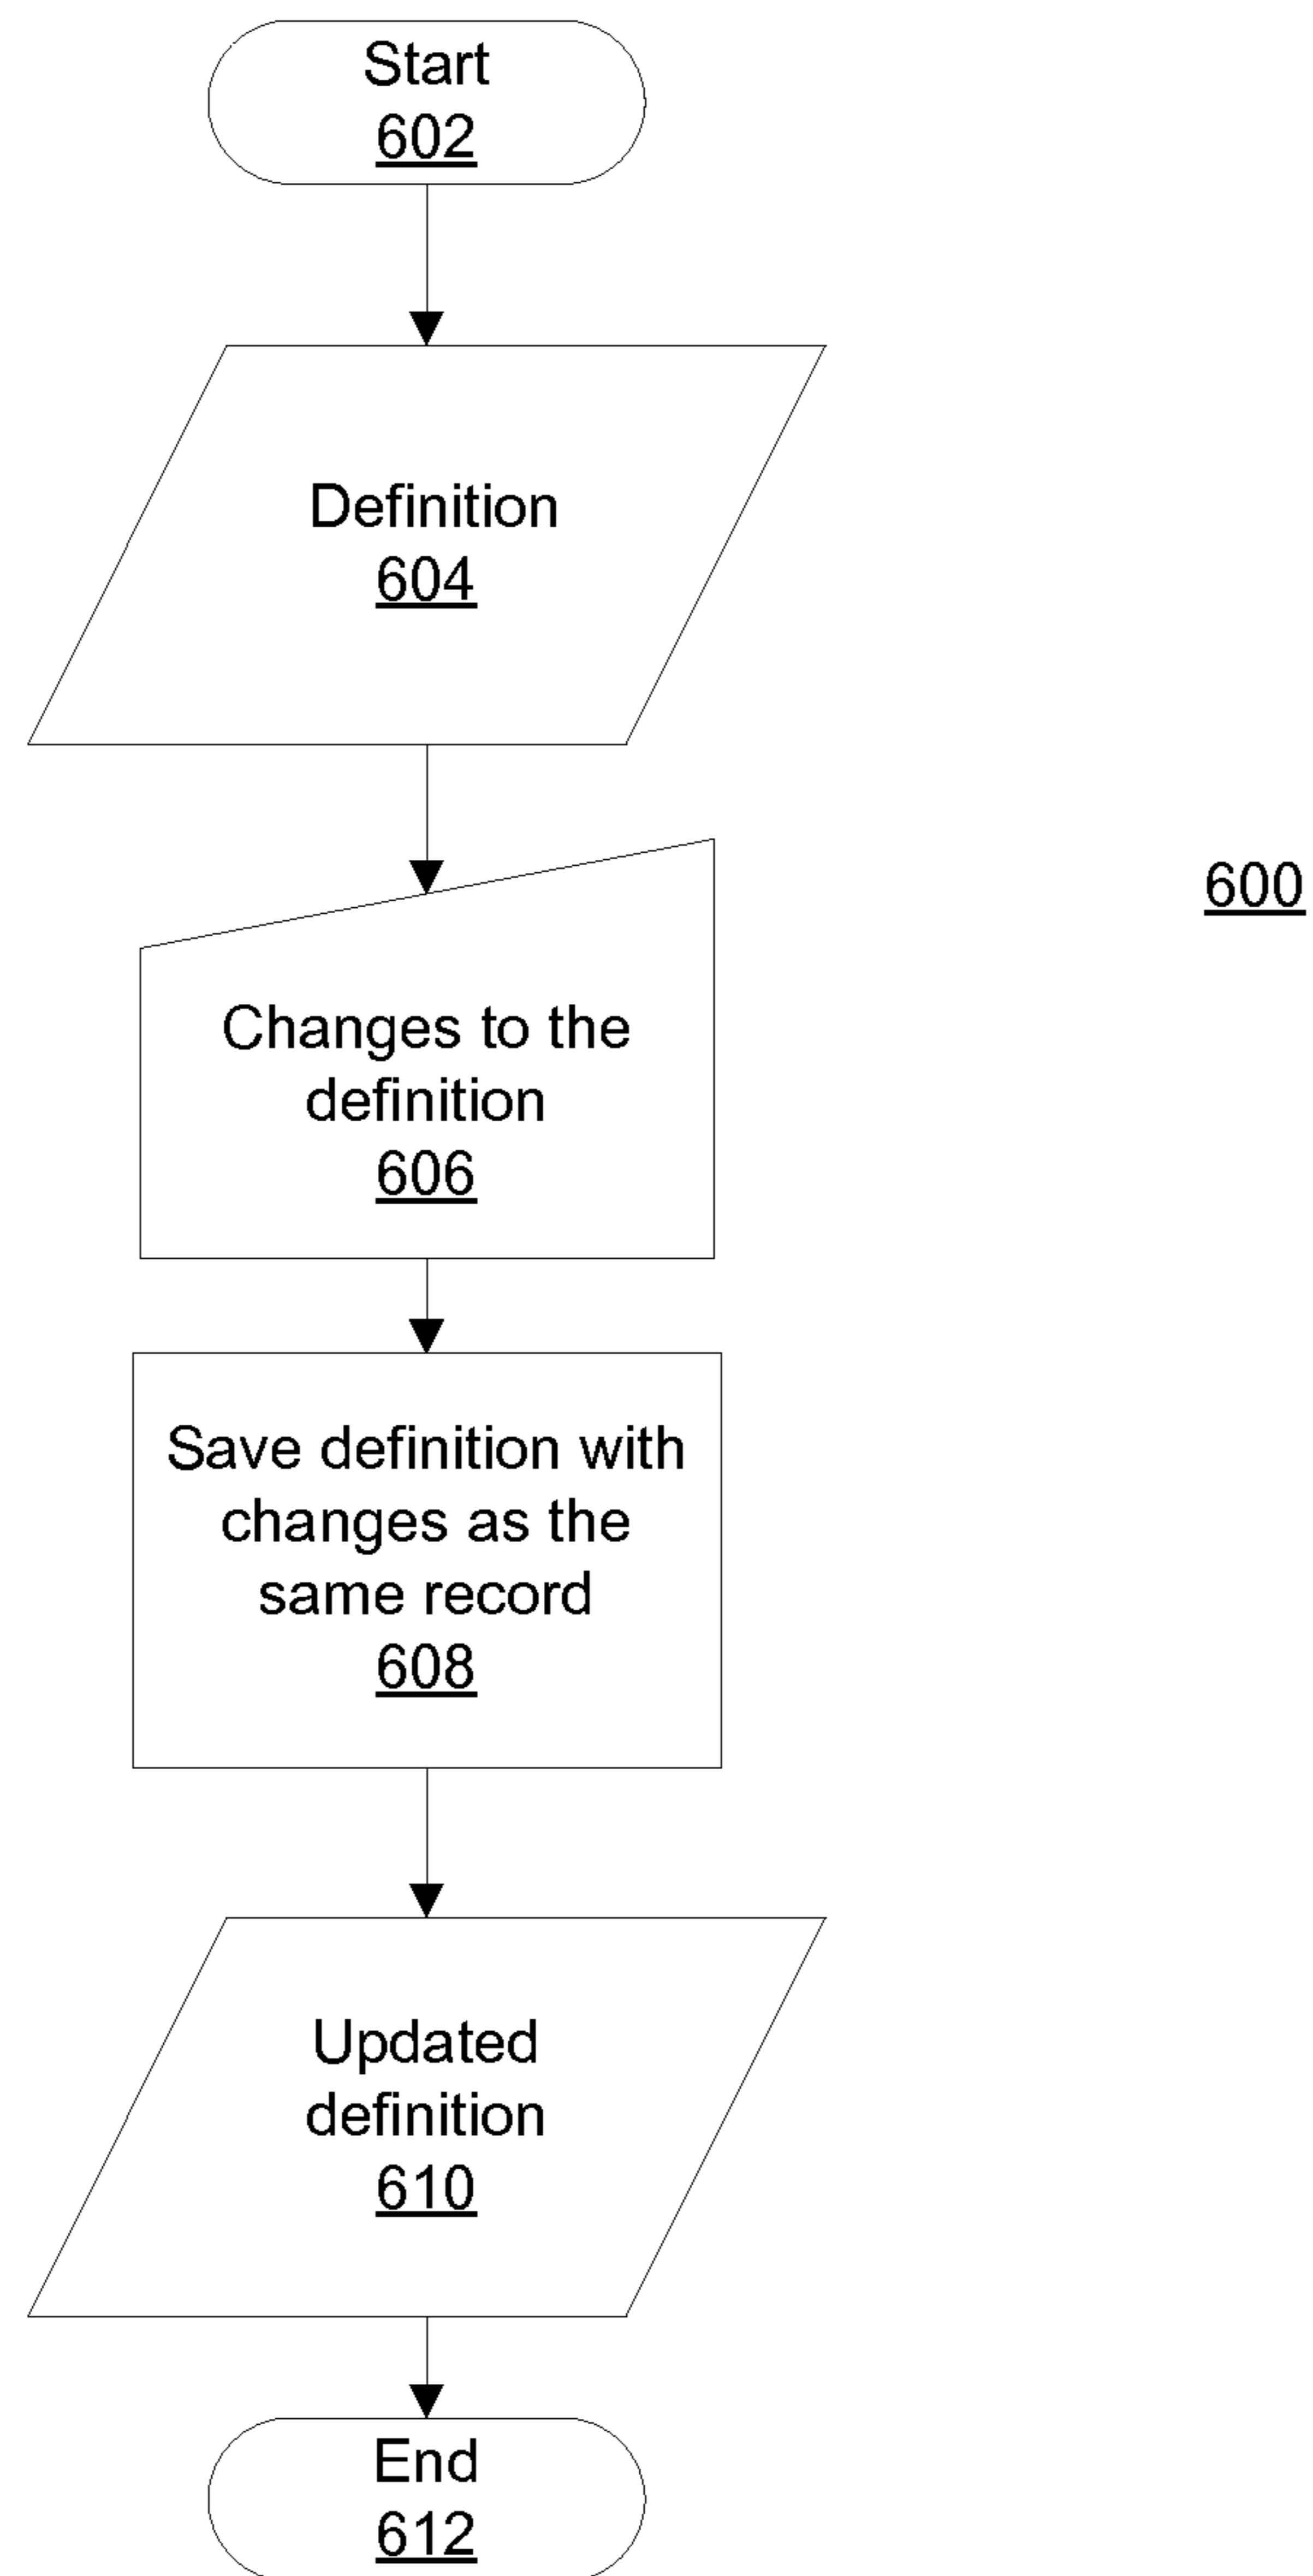 Start
602
Definition
604
600
Changes to the
definition
606
Save definition with
changes as the
same record
608
Updated
definition
610
End
612